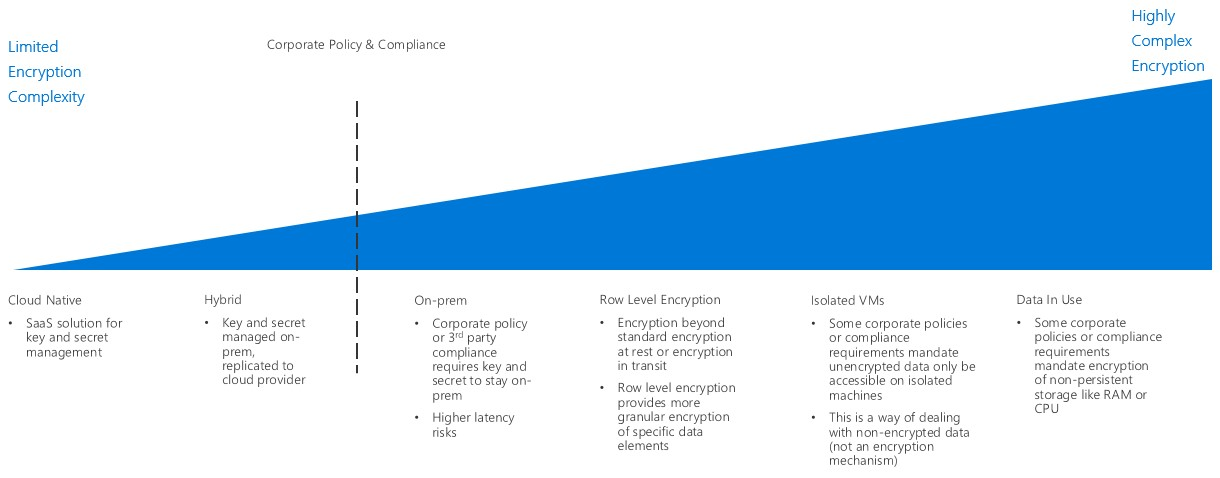 Limited
Encryption
Complexity
Corporate Policy & Compliance
Highly
Complex
Encryption
Cloud Native
• SaaS solution for
key and secret
management
Hybrid
• Key and secret
managed on-
prem,
replicated to
cloud provider
On-prem
• Corporate policy
or 3rd party
compliance
requires key and
secret to stay on-
prem
• Higher latency
risks
Row Level Encryption
• Encryption beyond
standard encryption
at rest or encryption
in transit
• Row level encryption
provides more
granular encryption
of specific data
elements
Isolated VMs
• Some corporate policies
or compliance
requirements mandate
unencrypted data only be
accessible on isolated
machines
• This is a way of dealing
with non-encrypted data
(not an encryption
mechanism)
Data In Use
• Some corporate
policies or compliance
requirements
mandate encryption
of non-persistent
storage like RAM or
CPU